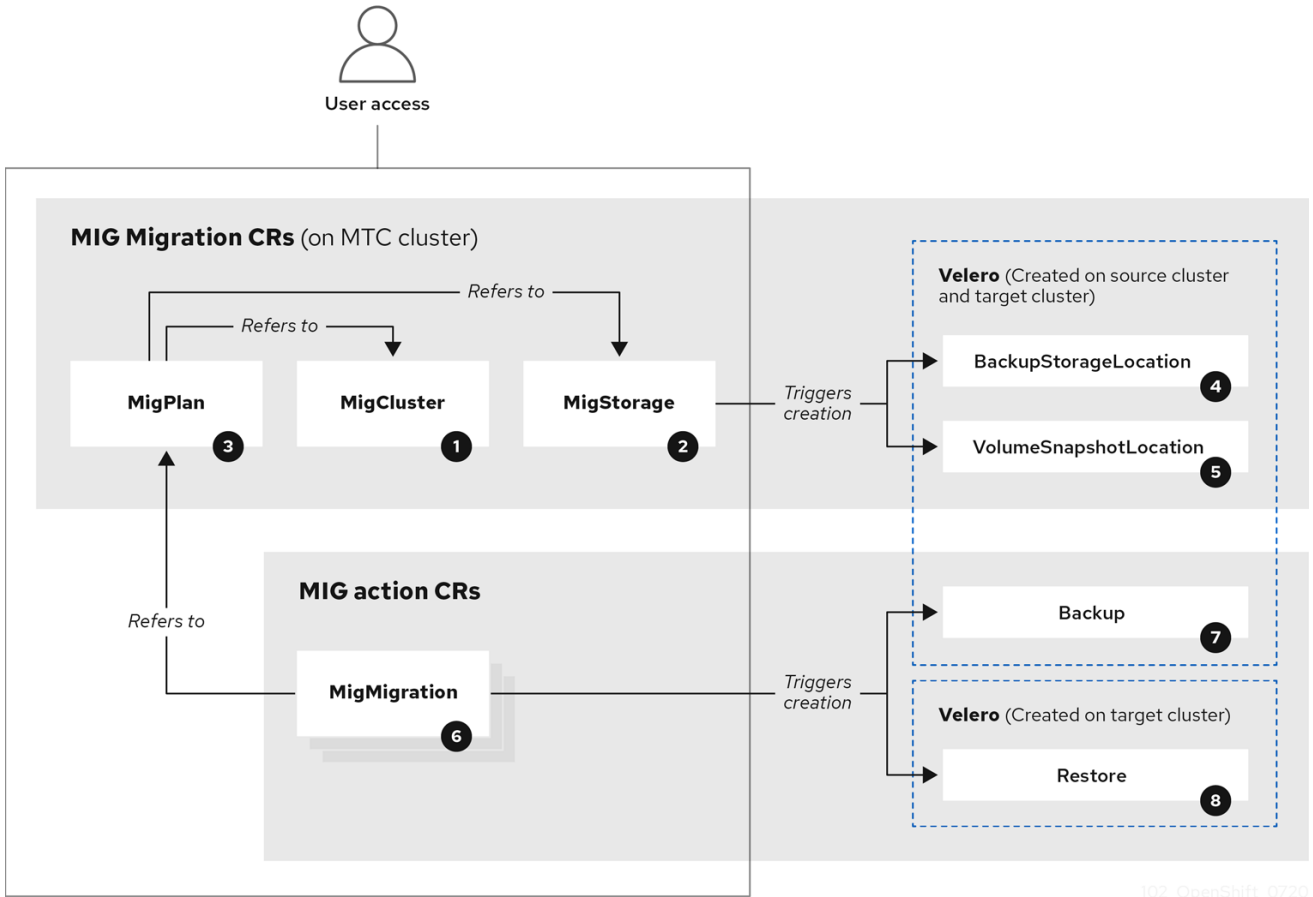 User access
MIG Migration CRs (on MTC cluster)
Refers to
Refers to
MigPlan
3
MigCluster
1
MigStorage
2
Triggers
creation
Velero (Created on source cluster
and target cluster)
BackupStorageLocation
4
VolumeSnapshotLocation
5
Refers to
MIG action CRs
MigMigration
6
Triggers
creation
Backup
7
Velero (Created on target cluster)
Restore
8
102_OpenShift_0720